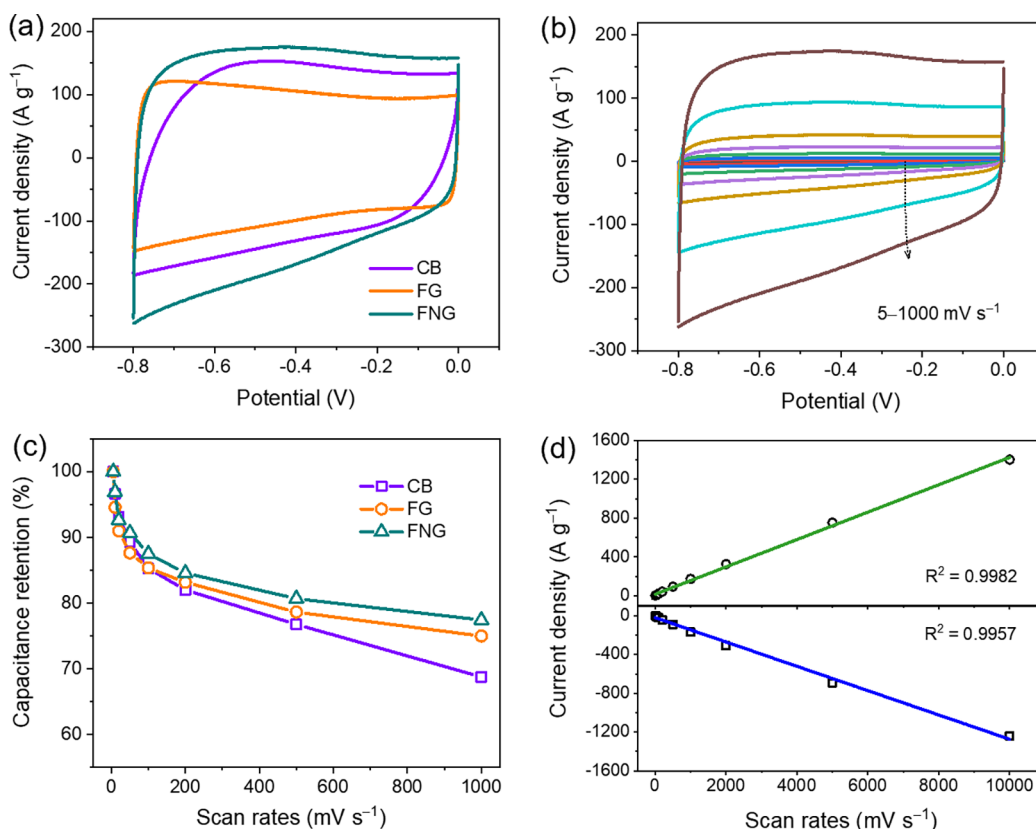 (a)
200
100
0
-100
-200
-300
Current density (A g⁻¹)
CB
FG
FNG
-0.8
-0.6
-0.4
-0.2
0.0
Potential (V)
(b)
200
100
0
-100
-200
-300
Current density (A g⁻¹)
5–1000 mV s⁻¹
-0.8
-0.6
-0.4
-0.2
0.0
Potential (V)
(c)
100
90
80
70
60
Capacitance retention (%)
CB
FG
FNG
0
200
400
600
800
1000
Scan rates (mV s⁻¹)
(d)
1600
1200
800
400
0
-400
-800
-1200
-1600
Current density (A g⁻¹)
R² = 0.9982
R² = 0.9957
0
2000
4000
6000
8000
10000
Scan rates (mV s⁻¹)